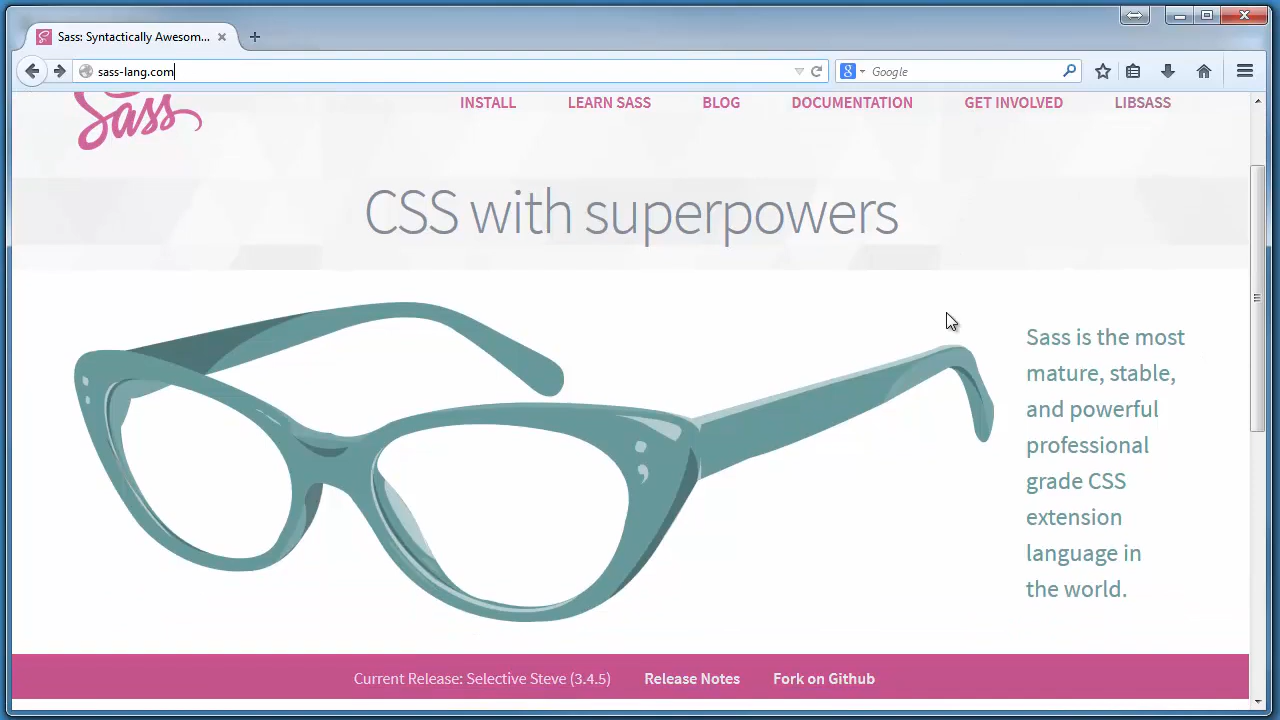 Sass: Syntactically Awesom...
sass-lang.com
Google
Sass
INSTALL
LEARN SASS
BLOG
DOCUMENTATION
GET INVOLVED
LIBSASS
CSS with superpowers
Sass is the most
mature, stable,
and powerful
professional
grade CSS
extension
language in
the world.
Current Release: Selective Steve (3.4.5)
Release Notes
Fork on Github